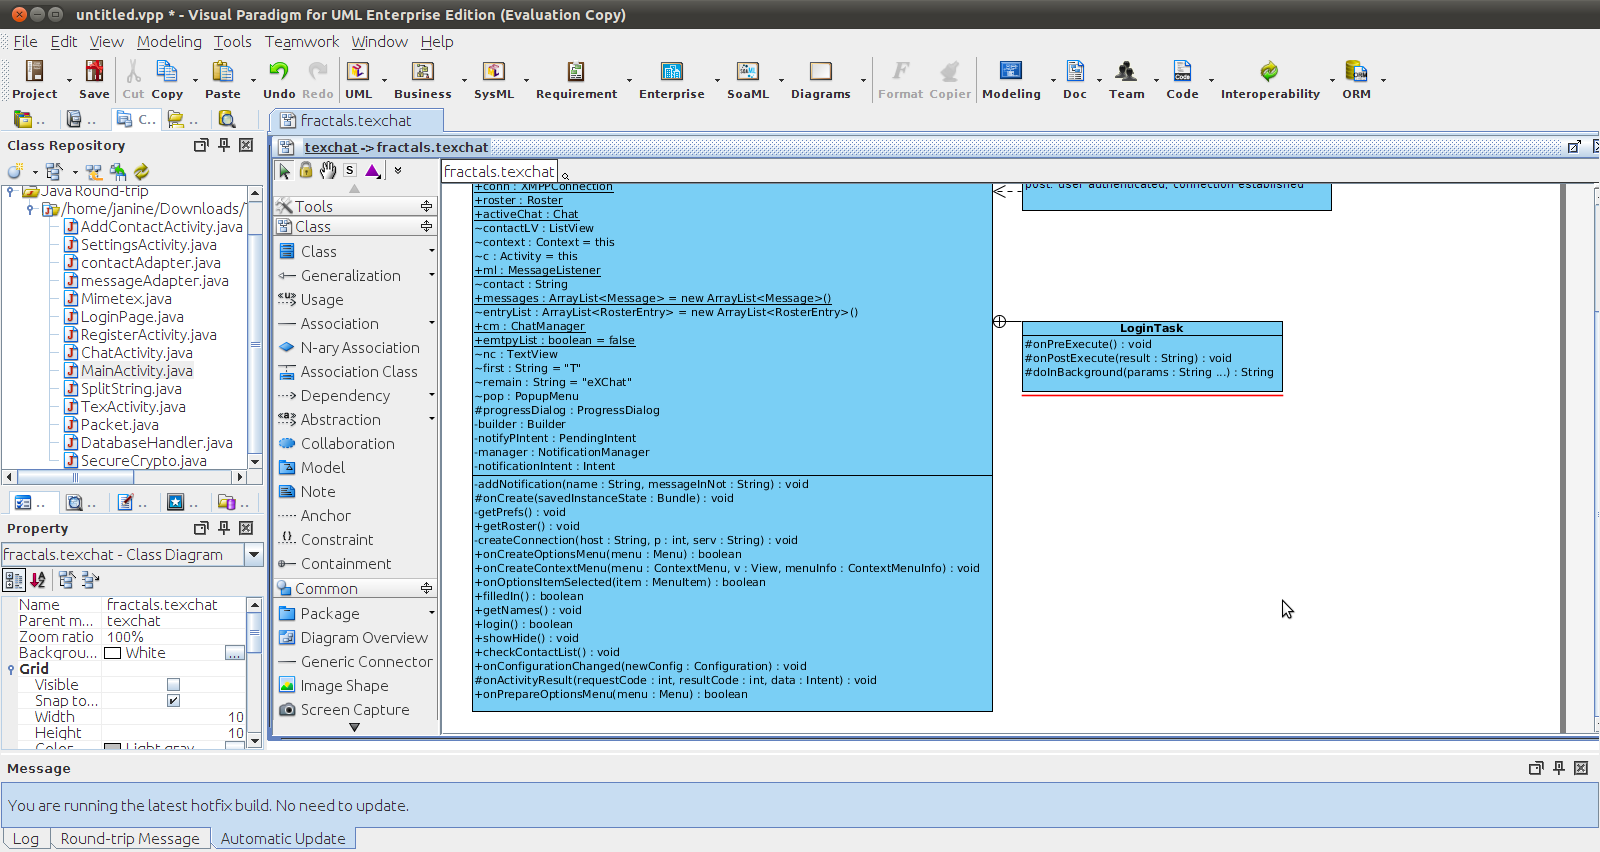 untitled.vpp * - Visual Paradigm for UML Enterprise Edition (Evaluation Copy)
File Edit View Modeling Tools Teamwork Window Help
Project Save Cut Copy Paste Undo Redo UML Business SysML Requirement Enterprise SoaML Diagrams Format Copier Modeling Doc Team Code Interoperability ORM
C..
fractals.texchat
Class Repository
texchat->fractals.texchat
fractals.texchat
Java Round-trip
/home/janine/Downloads/
AddContactActivity.java
SettingsActivity.java
contactAdapter.java
messageAdapter.java
Mimetex.java
LoginPage.java
RegisterActivity.java
ChatActivity.java
MainActivity.java
SplitString.java
TexActivity.java
Packet.java
DatabaseHandler.java
SecureCrypto.java
Property
fractals.texchat - Class Diagram
Name fractals.texchat
Parent m... texchat
Zoom ratio 100%
Backgrou... White ...
Grid
Visible
Snap to...
Width 10
Height 10
Color Light gray
Tools
Class
Class
Generalization
Usage
Association
N-ary Association
Association Class
Dependency
Abstraction
Collaboration
Model
Note
Anchor
Constraint
Containment
Common
Package
Diagram Overview
Generic Connector
Image Shape
Screen Capture
+conn : XMPPConnection
+roster : Roster
+activeChat : Chat
~contactLV : ListView
~context : Context = this
~c : Activity = this
+ml : MessageListener
~contact : String
+messages : ArrayList<Message> = new ArrayList<Message>()
~entryList : ArrayList<RosterEntry> = new ArrayList<RosterEntry>()
+cm : ChatManager
+emtpyList : boolean = false
~nc : TextView
~first : String = "T"
~remain : String = "eXChat"
~pop : PopupMenu
#progressDialog : ProgressDialog
-builder : Builder
-notifyPIntent : PendingIntent
-manager : NotificationManager
-notificationIntent : Intent
-addNotification(name : String, messageInNot : String) : void
#onCreate(savedInstanceState : Bundle) : void
-getPrefs() : void
+getRoster() : void
-createConnection(host : String, p : int, serv : String) : void
+onCreateOptionsMenu(menu : Menu) : boolean
+onCreateContextMenu(menu : ContextMenu, v : View, menuInfo : ContextMenuInfo) : void
+onOptionsItemSelected(item : MenuItem) : boolean
+filledIn() : boolean
+getNames() : void
+login() : boolean
+showHide() : void
+checkContactList() : void
+onConfigurationChanged(newConfig : Configuration) : void
#onActivityResult(requestCode : int, resultCode : int, data : Intent) : void
+onPrepareOptionsMenu(menu : Menu) : boolean
post: user authenticated, connection established
LoginTask
#onPreExecute() : void
#onPostExecute(result : String) : void
#doInBackground(params : String ...) : String
Message
You are running the latest hotfix build. No need to update.
Log Round-trip Message Automatic Update